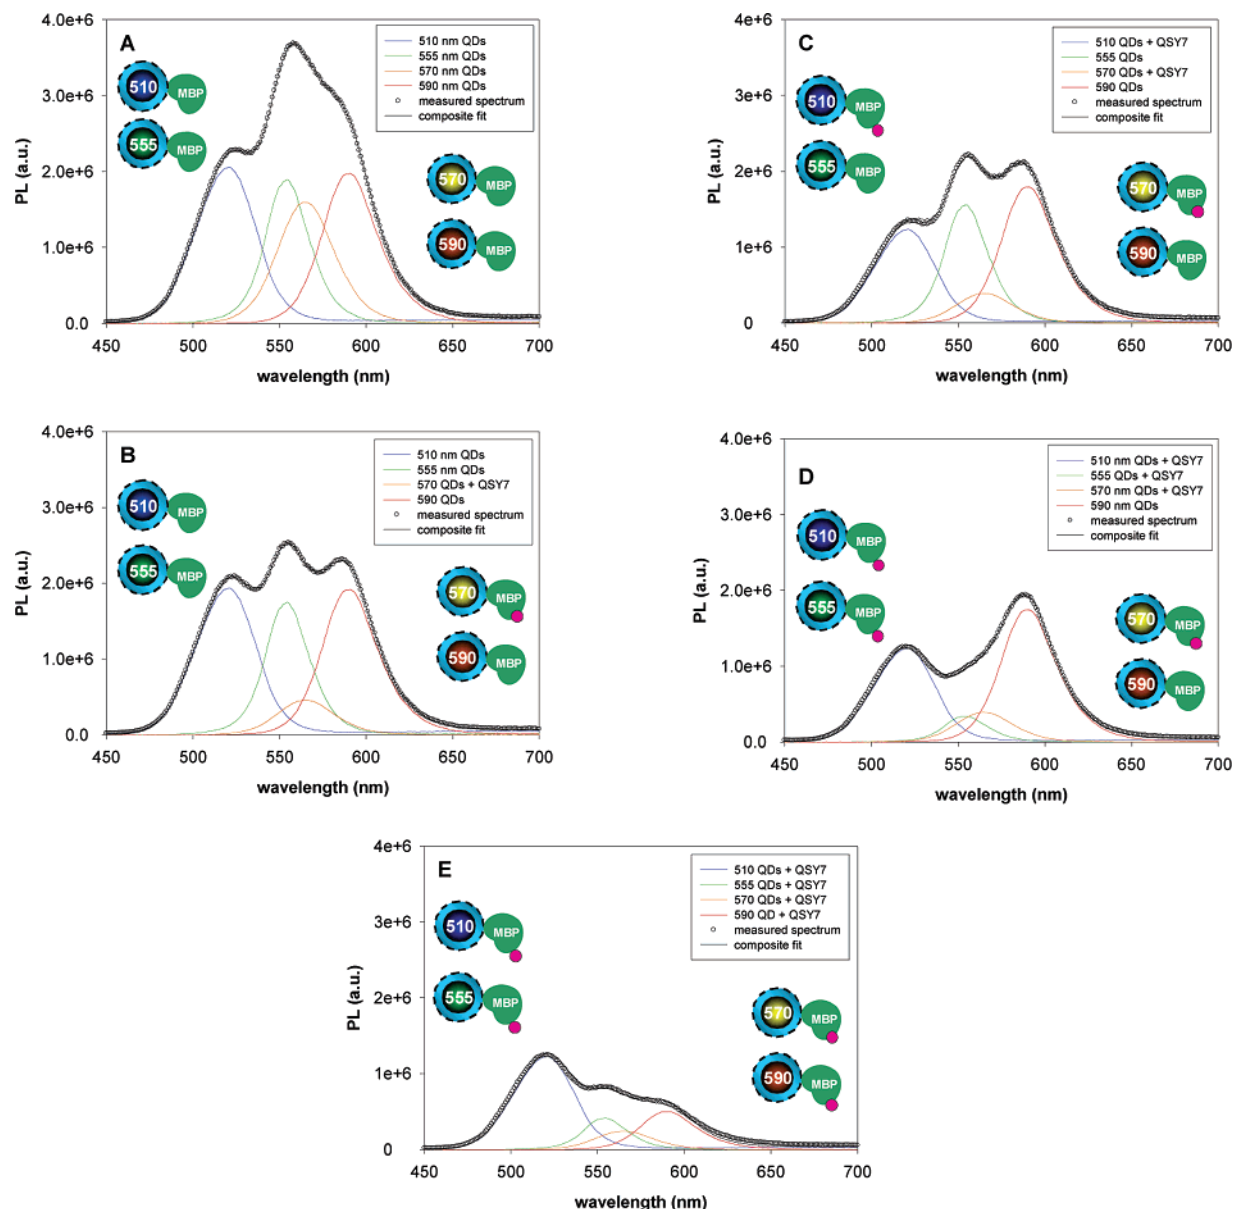 A
4.0e+6
3.0e+6
2.0e+6
1.0e+6
0.0
PL (a.u.)
450 500 550 600 650 700
wavelength (nm)
510 nm QDs
555 nm QDs
570 nm QDs
590 nm QDs
measured spectrum
composite fit
510 MBP
555 MBP
570 MBP
590 MBP
C
4e+6
3e+6
2e+6
1e+6
0
PL (a.u.)
450 500 550 600 650 700
wavelength (nm)
510 QDs + QSY7
555 QDs
570 QDs + QSY7
590 QDs
measured spectrum
composite fit
510 MBP
555 MBP
570 MBP
590 MBP
B
4.0e+6
3.0e+6
2.0e+6
1.0e+6
0.0
PL (a.u.)
450 500 550 600 650 700
wavelength (nm)
510 nm QDs
555 nm QDs
570 QDs + QSY7
590 QDs
measured spectrum
composite fit
510 MBP
555 MBP
570 MBP
590 MBP
D
4.0e+6
3.0e+6
2.0e+6
1.0e+6
0.0
PL (a.u.)
450 500 550 600 650 700
wavelength (nm)
510 nm QDs + QSY7
555 QDs + QSY7
570 nm QDs + QSY7
590 nm QDs
measured spectrum
composite fit
510 MBP
555 MBP
570 MBP
590 MBP
E
4e+6
3e+6
2e+6
1e+6
0
PL (a.u.)
450 500 550 600 650 700
wavelength (nm)
510 QDs + QSY7
555 QDs + QSY7
570 QDs + QSY7
590 QD + QSY7
measured spectrum
composite fit
510 MBP
555 MBP
570 MBP
590 MBP